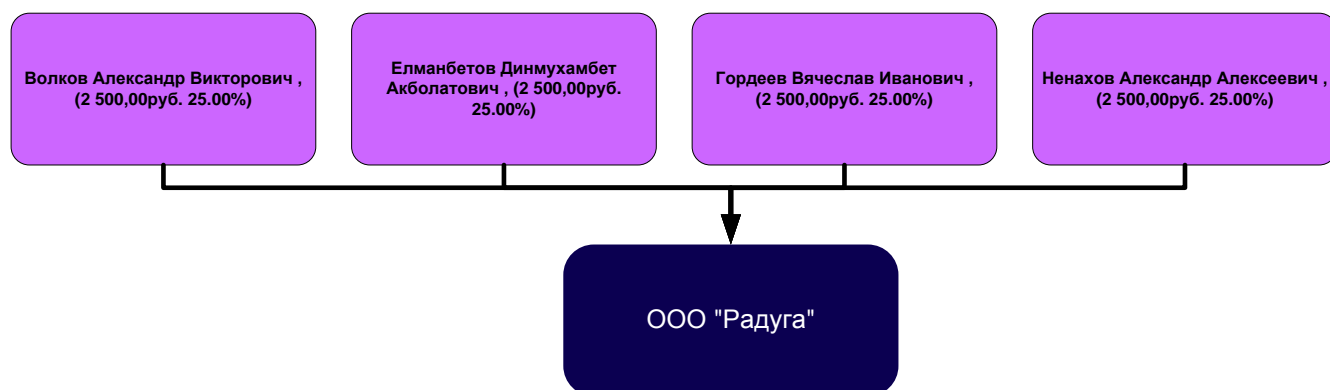 Волков Александр Викторович ,
(2 500,00руб. 25.00%)
Елманбетов Динмухамбет
Акболатович , (2 500,00руб.
25.00%)
Гордеев Вячеслав Иванович ,
(2 500,00руб. 25.00%)
Ненахов Александр Алексеевич ,
(2 500,00руб. 25.00%)
ООО "Радуга"